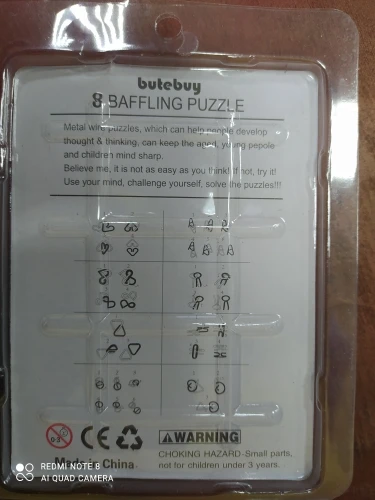 butebuy
8 BAFFLING PUZZLE
Metal wire puzzles, which can help people develop
thought & thinking, can keep the aged, young pepole
and children mind sharp.
Believe me, it is not as easy as you think! If not, try it!
Use your mind, challenge yourself, solve the puzzles!!!
0-3
CE
WARNING
CHOKING HAZARD-Small parts,
not for children under 3 years.
Made in China
REDMI NOTE 8
AI QUAD CAMERA